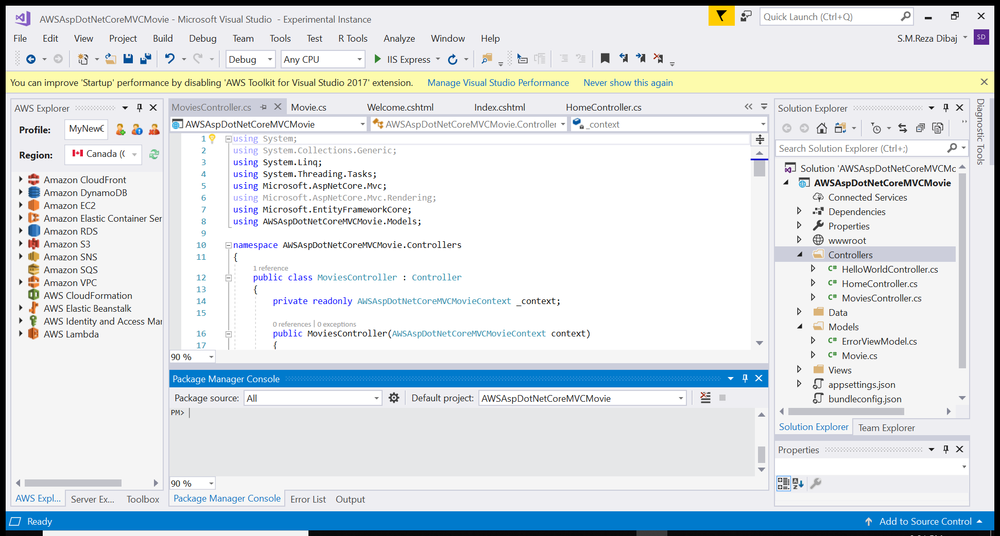 AWSAspDotNetCoreMVCMovie - Microsoft Visual Studio - Experimental Instance
Quick Launch (Ctrl+Q)
File Edit View Project Build Debug Team Tools Test R Tools Analyze Window Help
S.M.Reza Dibaj SD
Debug Any CPU IIS Express
You can improve 'Startup' performance by disabling 'AWS Toolkit for Visual Studio 2017' extension. Manage Visual Studio Performance Never show this again
AWS Explorer
Profile: MyNew
Region: Canada (
Amazon CloudFront
Amazon DynamoDB
Amazon EC2
Amazon Elastic Container Ser
Amazon RDS
Amazon S3
Amazon SNS
Amazon SQS
Amazon VPC
AWS CloudFormation
AWS Elastic Beanstalk
AWS Identity and Access Mar
AWS Lambda
AWS Expl... Server Ex... Toolbox
MoviesController.cs Movie.cs Welcome.cshtml Index.cshtml HomeController.cs
AWSAspDotNetCoreMVCMovie AWSAspDotNetCoreMVCMovie.Controller _context
1 using System;
2 using System.Collections.Generic;
3 using System.Linq;
4 using System.Threading.Tasks;
5 using Microsoft.AspNetCore.Mvc;
6 using Microsoft.AspNetCore.Mvc.Rendering;
7 using Microsoft.EntityFrameworkCore;
8 using AWSAspDotNetCoreMVCMovie.Models;
9
10 namespace AWSAspDotNetCoreMVCMovie.Controllers
11 {
1 reference
12 public class MoviesController : Controller
13 {
14 private readonly AWSAspDotNetCoreMVCMovieContext _context;
15
0 references | 0 exceptions
16 public MoviesController(AWSAspDotNetCoreMVCMovieContext context)
17 {
90 %
Package Manager Console
Package source: All Default project: AWSAspDotNetCoreMVCMovie
PM>
90 %
Package Manager Console Error List Output
Solution Explorer
Search Solution Explorer (Ctrl+;)
Solution 'AWSAspDotNetCoreMVCMc
AWSAspDotNetCoreMVCMovie
Connected Services
Dependencies
Properties
wwwroot
Controllers
C# HelloWorldController.cs
C# HomeController.cs
C# MoviesController.cs
Data
Models
C# ErrorViewModel.cs
C# Movie.cs
Views
appsettings.json
bundleconfig.json
Solution Explorer Team Explorer
Properties
Diagnostic Tools
Ready
Add to Source Control